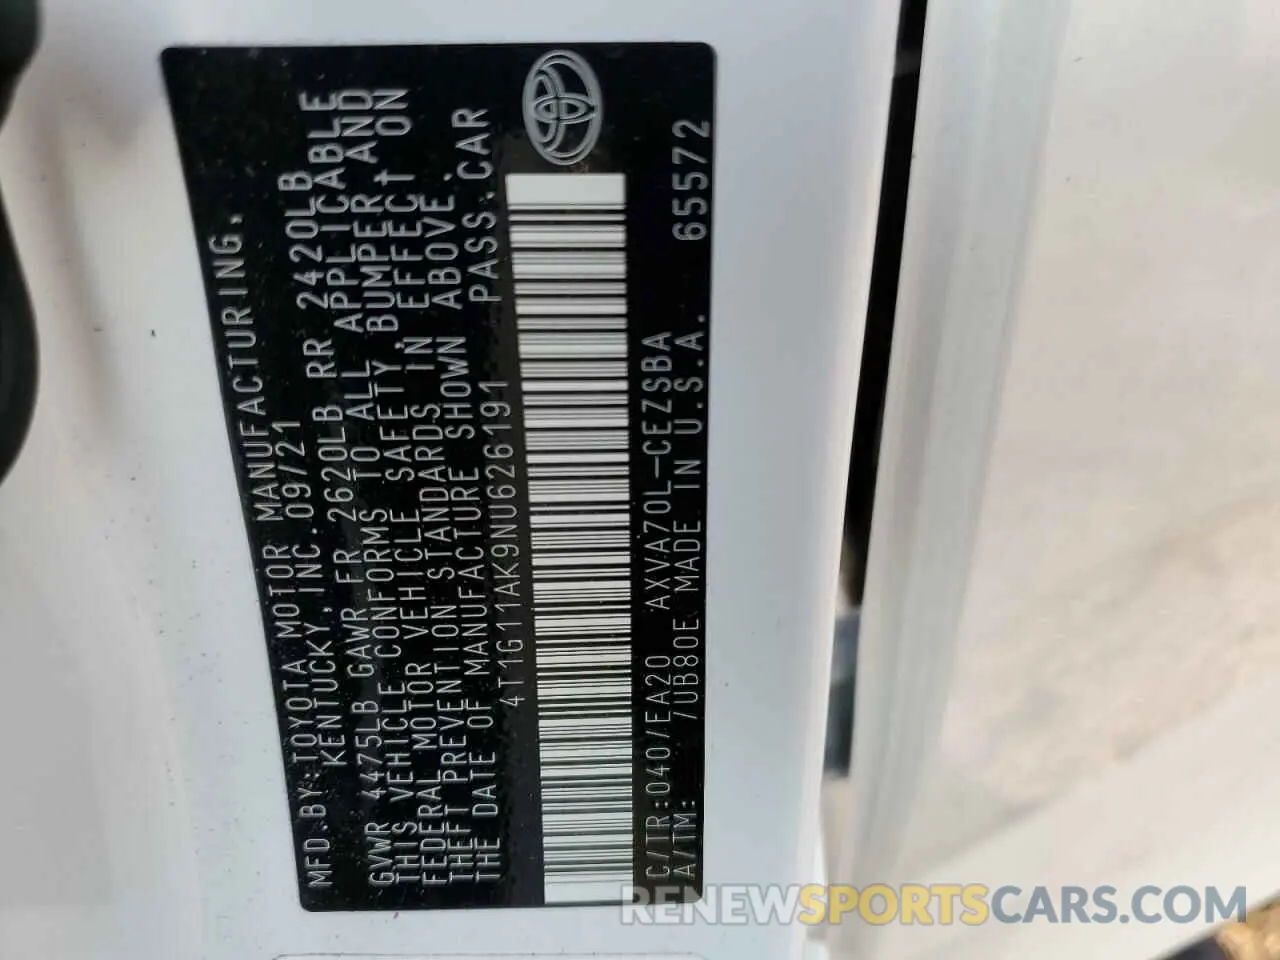 MFD.BY:TOYOTA MOTOR MANUFACTURING,
KENTUCKY,INC. 09/21
GVWR 4475LB GAWR FR 2620LB RR 2420LB
THIS VEHICLE CONFORMS TO ALL APPLICABLE
FEDERAL MOTOR VEHICLE SAFETY,BUMPER,AND
THEFT PREVENTION STANDARDS IN EFFECT ON
THE DATE OF MANUFACTURE SHOWN ABOVE.
4T1G11AK9NU626191 PASS.CAR
C/TR:040/EA20 AXVA70L-CEZSBA 65572
A/TM: /UB80E MADE IN U.S.A.
RENEWSPORTSCARS.COM